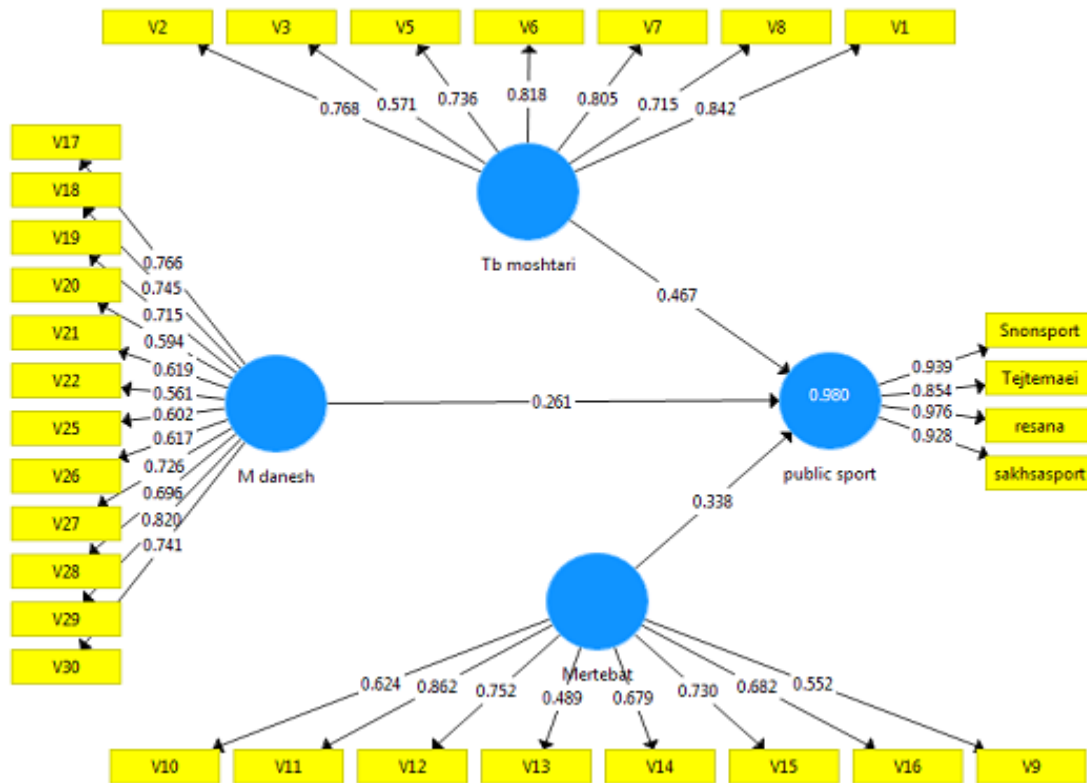 V2 V3 V5 V6 V7 V8 V1
0.768 0.571 0.736 0.818 0.805 0.715 0.842
Tb moshtari
V17
V18
V19
V20
V21
V22
V25
V26
V27
V28
V29
V30
0.766
0.745
0.715
0.594
0.619
0.561
0.602
0.617
0.726
0.696
0.820
0.741
M danesh
0.467
0.261
0.338
0.980
public sport
0.939
0.854
0.976
0.928
Snonsport
Tejtemaei
resana
sakhsasport
Mertebat
0.624 0.862 0.752 0.489 0.679 0.730 0.682 0.552
V10 V11 V12 V13 V14 V15 V16 V9